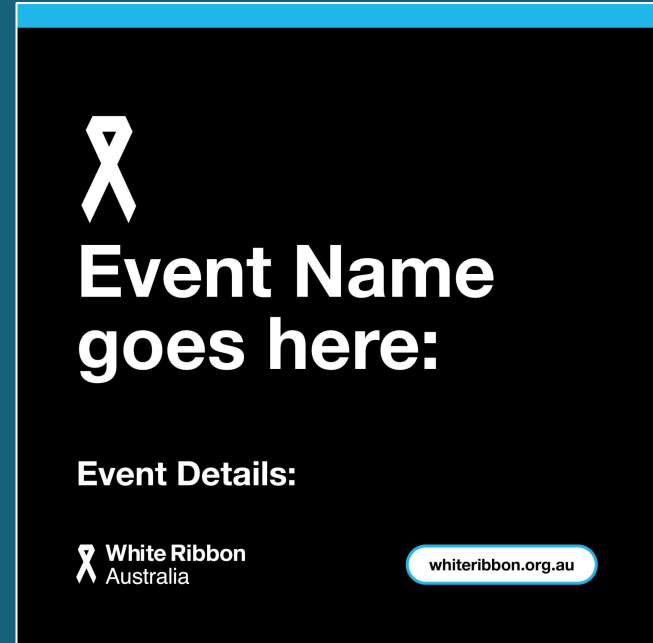 Event Name
goes here:
Event Details:
White Ribbon
Australia
whiteribbon.org.au